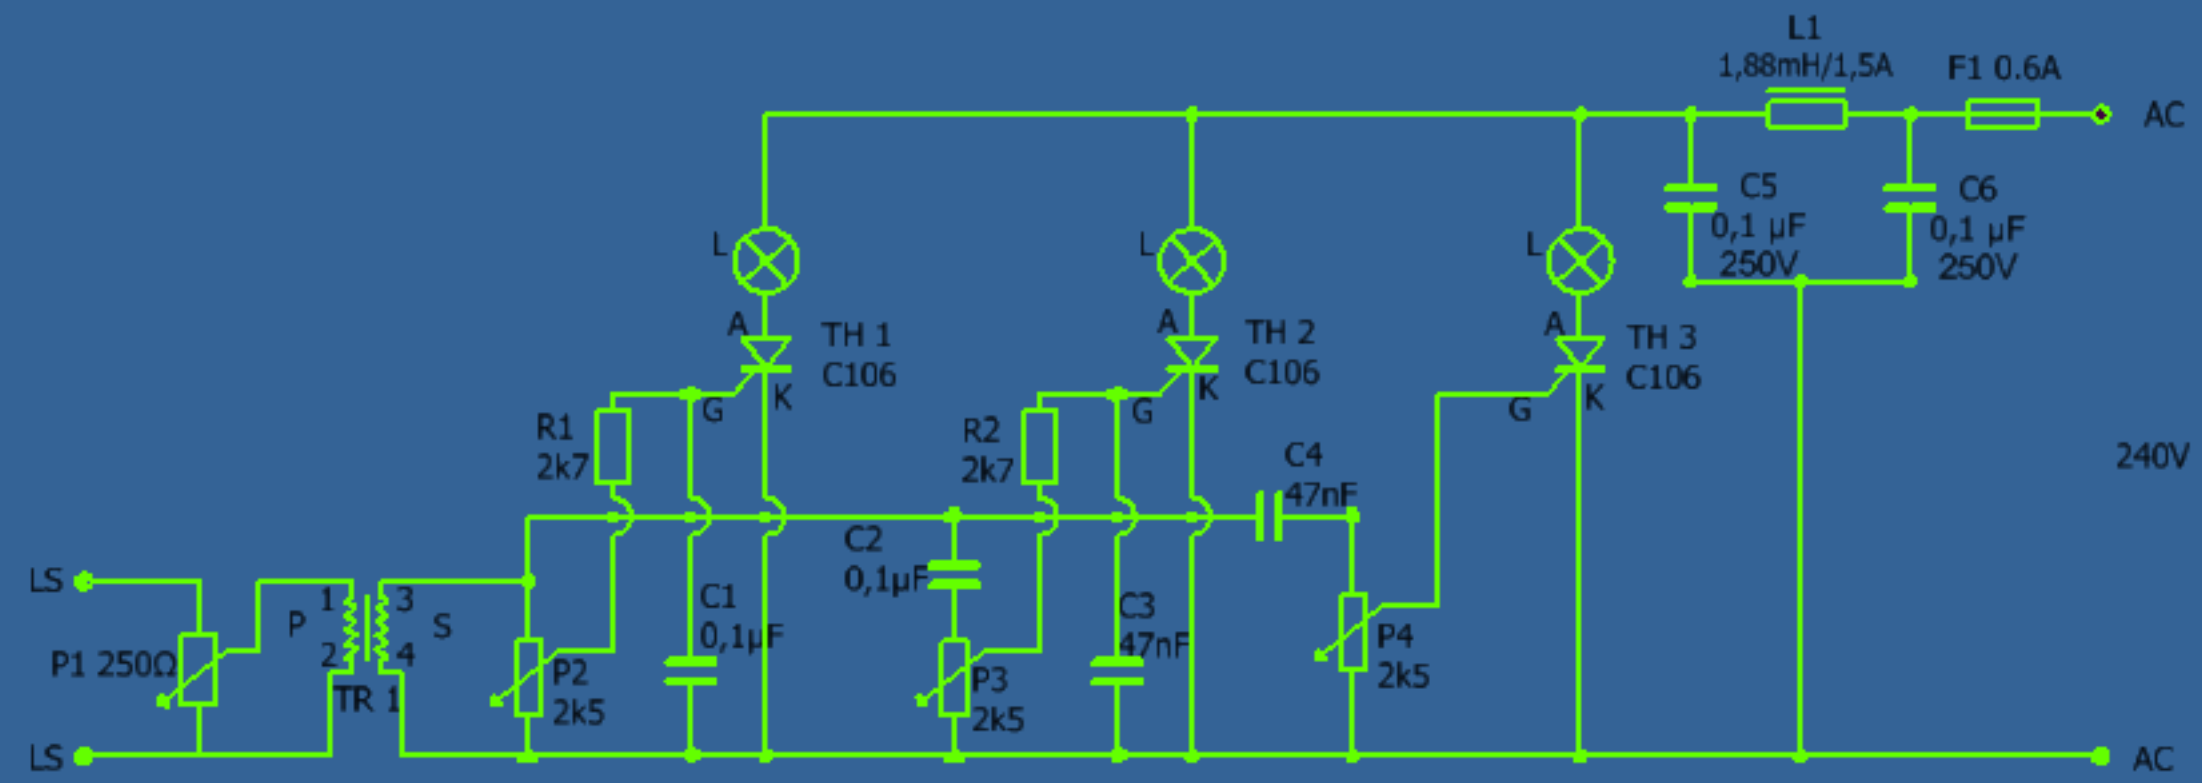 L1
1,88mH/1,5A
F1 0.6A
AC
C5
0,1 µF
250V
C6
0,1 µF
250V
L
L
L
A
TH 1
C106
A
TH 2
C106
A
TH 3
C106
K
G
K
G
K
G
R1
2k7
R2
2k7
C4
47nF
240V
C2
0,1µF
LS
1
3
P
S
2
4
C1
0,1µF
C3
47nF
P1 250Ω
TR 1
P2
2k5
P3
2k5
P4
2k5
LS
AC